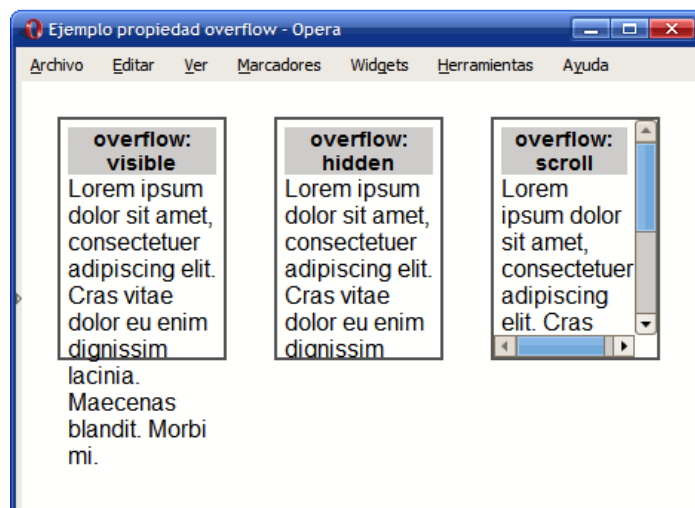 Ejemplo propiedad overflow - Opera
Archivo Editar Ver Marcadores Widgets Herramientas Ayuda
overflow:
visible
Lorem ipsum
dolor sit amet,
consectetuer
adipiscing elit.
Cras vitae
dolor eu enim
dignissim
lacinia.
Maecenas
blandit. Morbi
mi.
overflow:
hidden
Lorem ipsum
dolor sit amet,
consectetuer
adipiscing elit.
Cras vitae
dolor eu enim
dignissim
overflow:
scroll
Lorem
ipsum dolor
sit amet,
consectetuer
adipiscing
elit. Cras